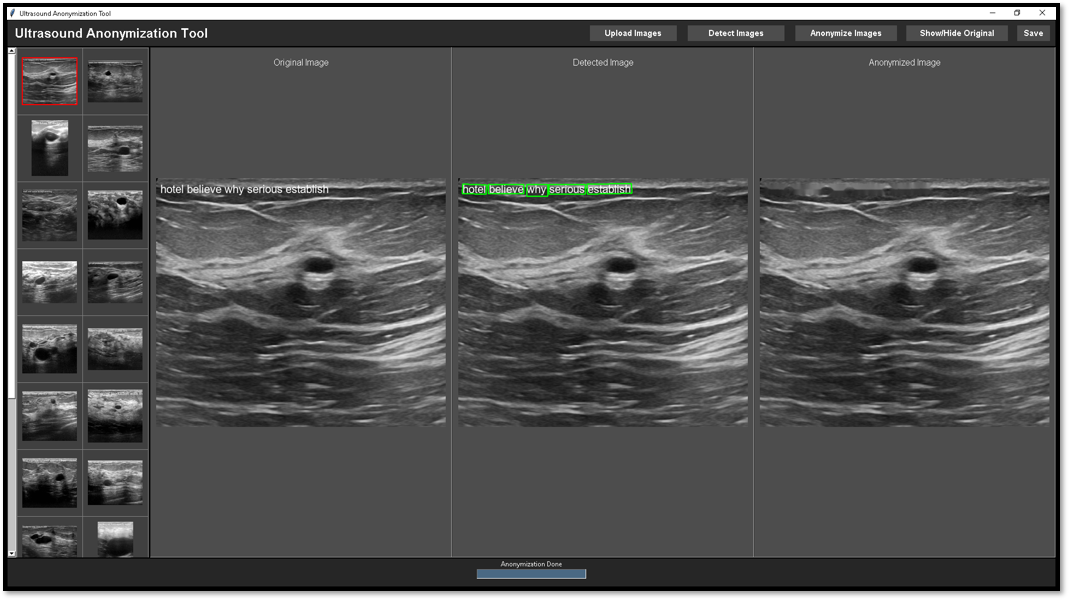 Ultrasound Anonymization Tool
Ultrasound Anonymization Tool
Upload Images
Detect Images
Anonymize Images
Show/Hide Original
Save
Original Image
Detected Image
Anonymized Image
hotel believe why serious establish
hotel believe why serious establish
Anonymization Done